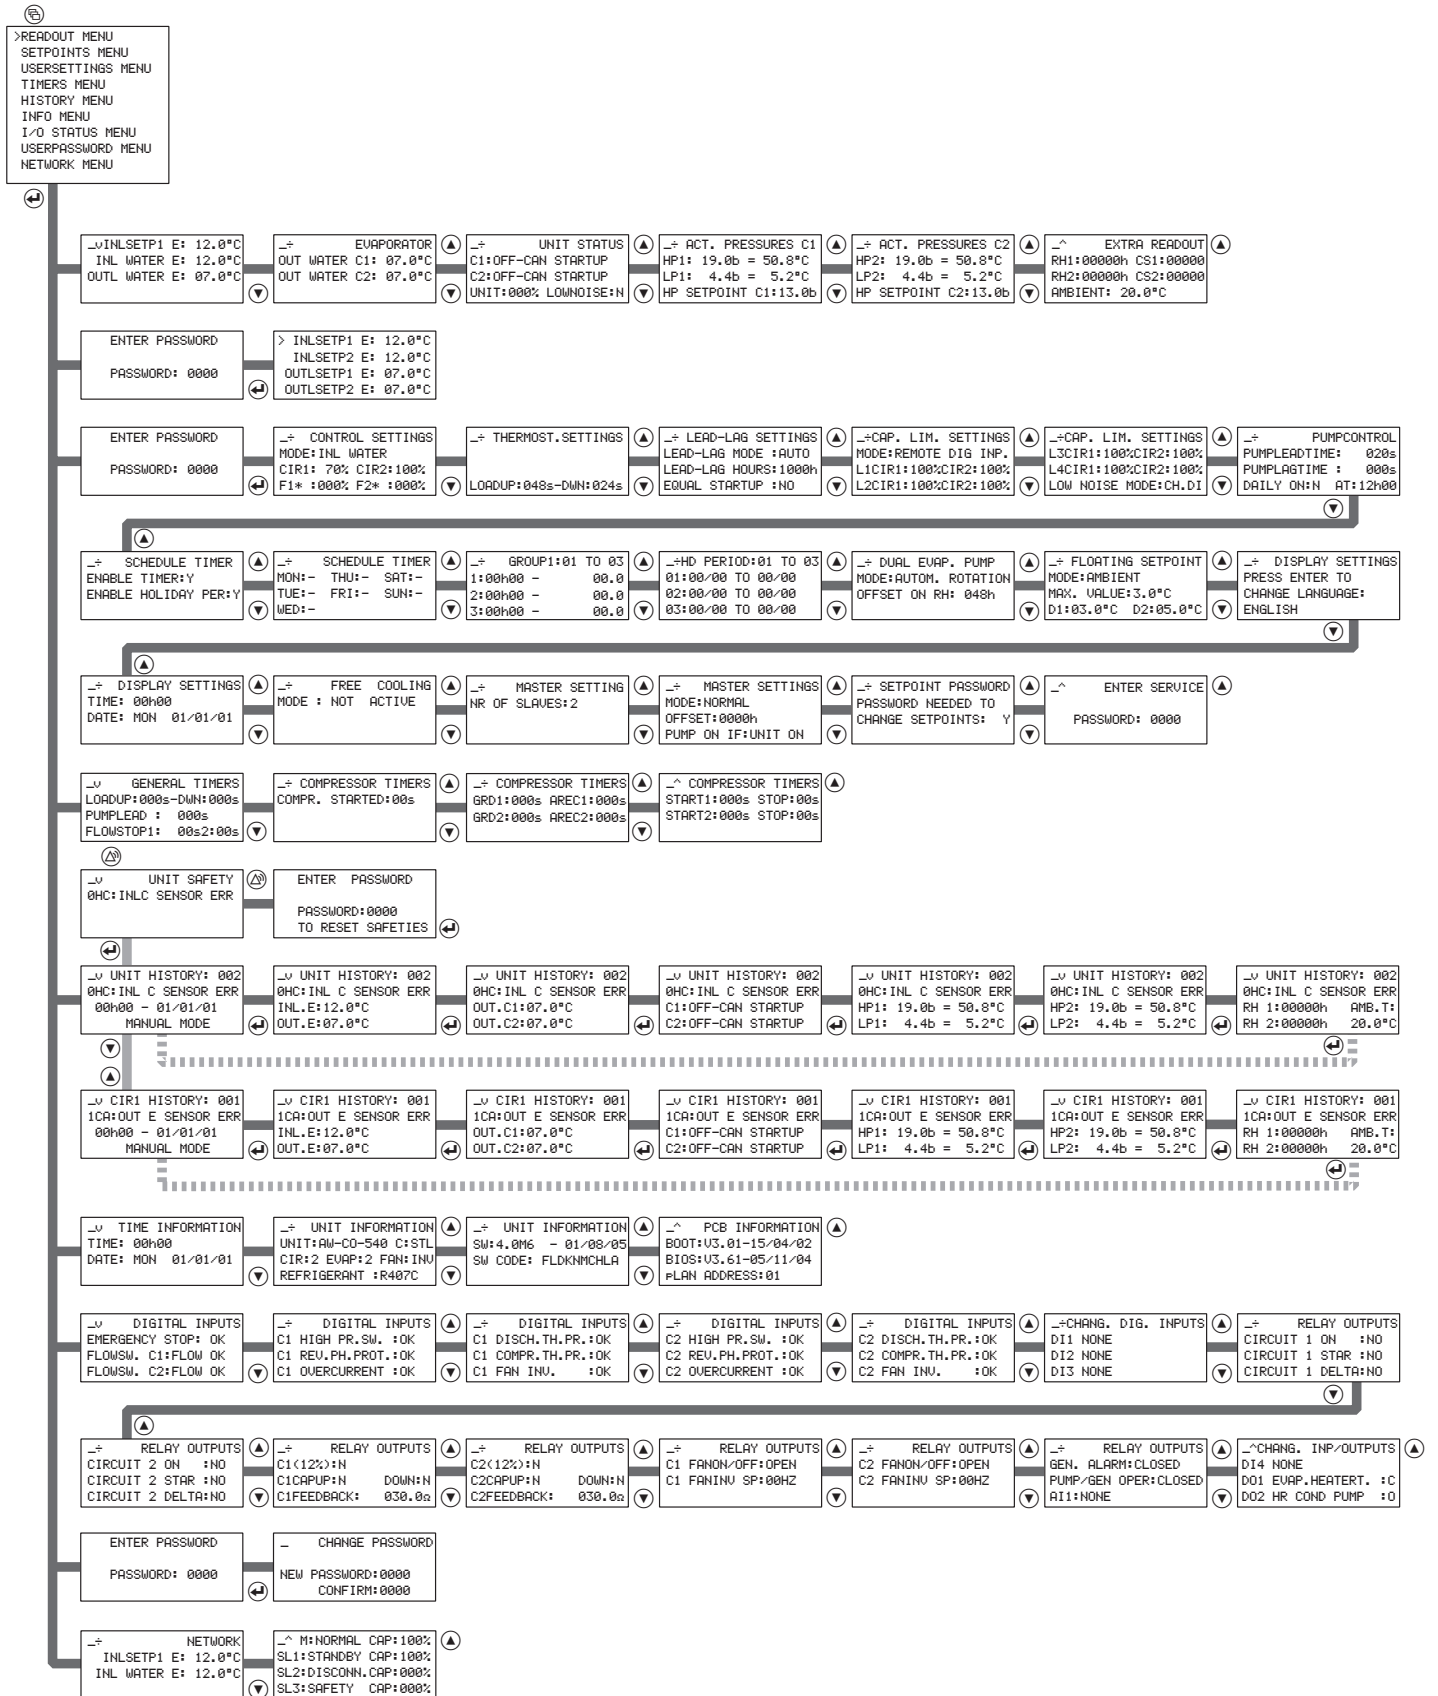 >READOUT MENU
SETPOINTS MENU
USERSETTINGS MENU
TIMERS MENU
HISTORY MENU
INFO MENU
I/O STATUS MENU
USERPASSWORD MENU
NETWORK MENU
_vINLSETP1 E: 12.0°C
INL WATER E: 12.0°C
OUTL WATER E: 07.0°C
_÷ EVAPORATOR
OUT WATER C1: 07.0°C
OUT WATER C2: 07.0°C
_÷ UNIT STATUS
C1:OFF-CAN STARTUP
C2:OFF-CAN STARTUP
UNIT:000% LOWNOISE:N
_÷ ACT. PRESSURES C1
HP1: 19.0b = 50.8°C
LP1: 4.4b = 5.2°C
HP SETPOINT C1:13.0b
_÷ ACT. PRESSURES C2
HP2: 19.0b = 50.8°C
LP2: 4.4b = 5.2°C
HP SETPOINT C2:13.0b
_^ EXTRA READOUT
RH1:00000h CS1:00000
RH2:00000h CS2:00000
AMBIENT: 20.0°C
ENTER PASSWORD
PASSWORD: 0000
> INLSETP1 E: 12.0°C
INLSETP2 E: 12.0°C
OUTLSETP1 E: 07.0°C
OUTLSETP2 E: 07.0°C
ENTER PASSWORD
PASSWORD: 0000
_÷ CONTROL SETTINGS
MODE:INL WATER
CIR1: 70% CIR2:100%
F1* :000% F2* :000%
_÷ THERMOST.SETTINGS
LOADUP:048s-DWN:024s
_÷ LEAD-LAG SETTINGS
LEAD-LAG MODE :AUTO
LEAD-LAG HOURS:1000h
EQUAL STARTUP :NO
_÷CAP. LIM. SETTINGS
MODE:REMOTE DIG INP.
L1CIR1:100%CIR2:100%
L2CIR1:100%CIR2:100%
_÷CAP. LIM. SETTINGS
L3CIR1:100%CIR2:100%
L4CIR1:100%CIR2:100%
LOW NOISE MODE:CH.DI
_÷ PUMPCONTROL
PUMPLEADTIME: 020s
PUMPLAGTIME : 000s
DAILY ON:N AT:12h00
_÷ SCHEDULE TIMER
ENABLE TIMER:Y
ENABLE HOLIDAY PER:Y
_÷ SCHEDULE TIMER
MON:- THU:- SAT:-
TUE:- FRI:- SUN:-
WED:-
_÷ GROUP1:01 TO 03
1:00h00 - 00.0
2:00h00 - 00.0
3:00h00 - 00.0
_÷HD PERIOD:01 TO 03
01:00/00 TO 00/00
02:00/00 TO 00/00
03:00/00 TO 00/00
_÷ DUAL EVAP. PUMP
MODE:AUTOM. ROTATION
OFFSET ON RH: 048h
_÷ FLOATING SETPOINT
MODE:AMBIENT
MAX. VALUE:3.0°C
D1:03.0°C D2:05.0°C
_÷ DISPLAY SETTINGS
PRESS ENTER TO
CHANGE LANGUAGE:
ENGLISH
_÷ DISPLAY SETTINGS
TIME: 00h00
DATE: MON 01/01/01
_÷ FREE COOLING
MODE : NOT ACTIVE
_÷ MASTER SETTING
NR OF SLAVES:2
_÷ MASTER SETTINGS
MODE:NORMAL
OFFSET:0000h
PUMP ON IF:UNIT ON
_÷ SETPOINT PASSWORD
PASSWORD NEEDED TO
CHANGE SETPOINTS: Y
_^ ENTER SERVICE
PASSWORD: 0000
_v GENERAL TIMERS
LOADUP:000s-DWN:000s
PUMPLEAD : 000s
FLOWSTOP1: 00s2:00s
_÷ COMPRESSOR TIMERS
COMPR. STARTED:00s
_÷ COMPRESSOR TIMERS
GRD1:000s AREC1:000s
GRD2:000s AREC2:000s
_^ COMPRESSOR TIMERS
START1:000s STOP:00s
START2:000s STOP:00s
_v UNIT SAFETY
0HC:INLC SENSOR ERR
ENTER PASSWORD
PASSWORD:0000
TO RESET SAFETIES
_v UNIT HISTORY: 002
0HC:INL C SENSOR ERR
00h00 - 01/01/01
MANUAL MODE
_v UNIT HISTORY: 002
0HC:INL C SENSOR ERR
INL.E:12.0°C
OUT.E:07.0°C
_v UNIT HISTORY: 002
0HC:INL C SENSOR ERR
OUT.C1:07.0°C
OUT.C2:07.0°C
_v UNIT HISTORY: 002
0HC:INL C SENSOR ERR
C1:OFF-CAN STARTUP
C2:OFF-CAN STARTUP
_v UNIT HISTORY: 002
0HC:INL C SENSOR ERR
HP1: 19.0b = 50.8°C
LP1: 4.4b = 5.2°C
_v UNIT HISTORY: 002
0HC:INL C SENSOR ERR
HP2: 19.0b = 50.8°C
LP2: 4.4b = 5.2°C
_v UNIT HISTORY: 002
0HC:INL C SENSOR ERR
RH 1:00000h AMB.T:
RH 2:00000h 20.0°C
_v CIR1 HISTORY: 001
1CA:OUT E SENSOR ERR
00h00 - 01/01/01
MANUAL MODE
_v CIR1 HISTORY: 001
1CA:OUT E SENSOR ERR
INL.E:12.0°C
OUT.E:07.0°C
_v CIR1 HISTORY: 001
1CA:OUT E SENSOR ERR
OUT.C1:07.0°C
OUT.C2:07.0°C
_v CIR1 HISTORY: 001
1CA:OUT E SENSOR ERR
C1:OFF-CAN STARTUP
C2:OFF-CAN STARTUP
_v CIR1 HISTORY: 001
1CA:OUT E SENSOR ERR
HP1: 19.0b = 50.8°C
LP1: 4.4b = 5.2°C
_v CIR1 HISTORY: 001
1CA:OUT E SENSOR ERR
HP2: 19.0b = 50.8°C
LP2: 4.4b = 5.2°C
_v CIR1 HISTORY: 001
1CA:OUT E SENSOR ERR
RH 1:00000h AMB.T:
RH 2:00000h 20.0°C
_v TIME INFORMATION
TIME: 00h00
DATE: MON 01/01/01
_÷ UNIT INFORMATION
UNIT:AW-CO-540 C:STL
CIR:2 EVAP:2 FAN:INV
REFRIGERANT :R407C
_÷ UNIT INFORMATION
SW:4.0M6 - 01/08/05
SW CODE: FLDKNMCHLA
_^ PCB INFORMATION
BOOT:V3.01-15/04/02
BIOS:V3.61-05/11/04
pLAN ADDRESS:01
_v DIGITAL INPUTS
EMERGENCY STOP: OK
FLOWSW. C1:FLOW OK
FLOWSW. C2:FLOW OK
_÷ DIGITAL INPUTS
C1 HIGH PR.SW. :OK
C1 REV.PH.PROT.:OK
C1 OVERCURRENT :OK
_÷ DIGITAL INPUTS
C1 DISCH.TH.PR.:OK
C1 COMPR.TH.PR.:OK
C1 FAN INV. :OK
_÷ DIGITAL INPUTS
C2 HIGH PR.SW. :OK
C2 REV.PH.PROT.:OK
C2 OVERCURRENT :OK
_÷ DIGITAL INPUTS
C2 DISCH.TH.PR.:OK
C2 COMPR.TH.PR.:OK
C2 FAN INV. :OK
_÷CHANG. DIG. INPUTS
DI1 NONE
DI2 NONE
DI3 NONE
_÷ RELAY OUTPUTS
CIRCUIT 1 ON :NO
CIRCUIT 1 STAR :NO
CIRCUIT 1 DELTA:NO
_÷ RELAY OUTPUTS
CIRCUIT 2 ON :NO
CIRCUIT 2 STAR :NO
CIRCUIT 2 DELTA:NO
_÷ RELAY OUTPUTS
C1(12%):N
C1CAPUP:N DOWN:N
C1FEEDBACK: 030.0Ω
_÷ RELAY OUTPUTS
C2(12%):N
C2CAPUP:N DOWN:N
C2FEEDBACK: 030.0Ω
_÷ RELAY OUTPUTS
C1 FANON/OFF:OPEN
C1 FANINV SP:00HZ
_÷ RELAY OUTPUTS
C2 FANON/OFF:OPEN
C2 FANINV SP:00HZ
_÷ RELAY OUTPUTS
GEN. ALARM:CLOSED
PUMP/GEN OPER:CLOSED
AI1:NONE
_^CHANG. INP/OUTPUTS
DI4 NONE
DO1 EVAP.HEATERT. :C
DO2 HR COND PUMP :O
ENTER PASSWORD
PASSWORD: 0000
_ CHANGE PASSWORD
NEW PASSWORD:0000
CONFIRM:0000
_÷ NETWORK
INLSETP1 E: 12.0°C
INL WATER E: 12.0°C
_^ M:NORMAL CAP:100%
SL1:STANDBY CAP:100%
SL2:DISCONN.CAP:000%
SL3:SAFETY CAP:000%